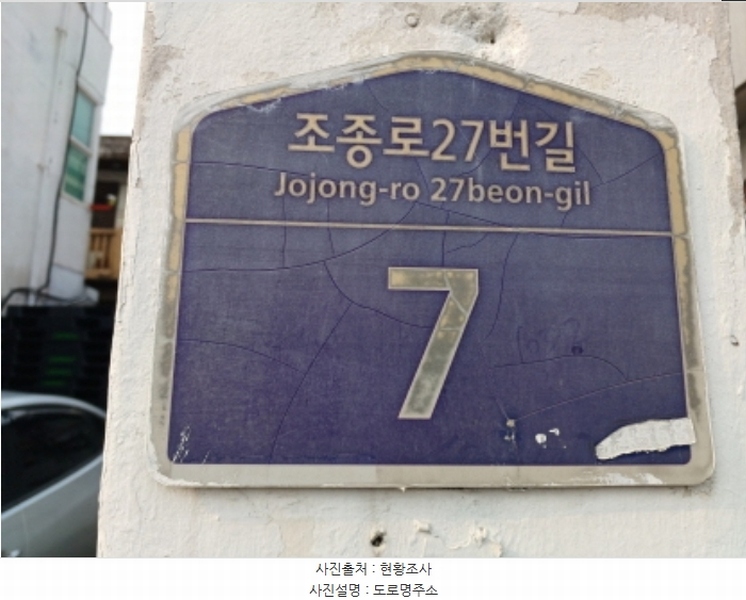 조종로27번길
Jojong-ro 27beon-gil
7
사진출처 : 현황조사
사진설명 : 도로명주소